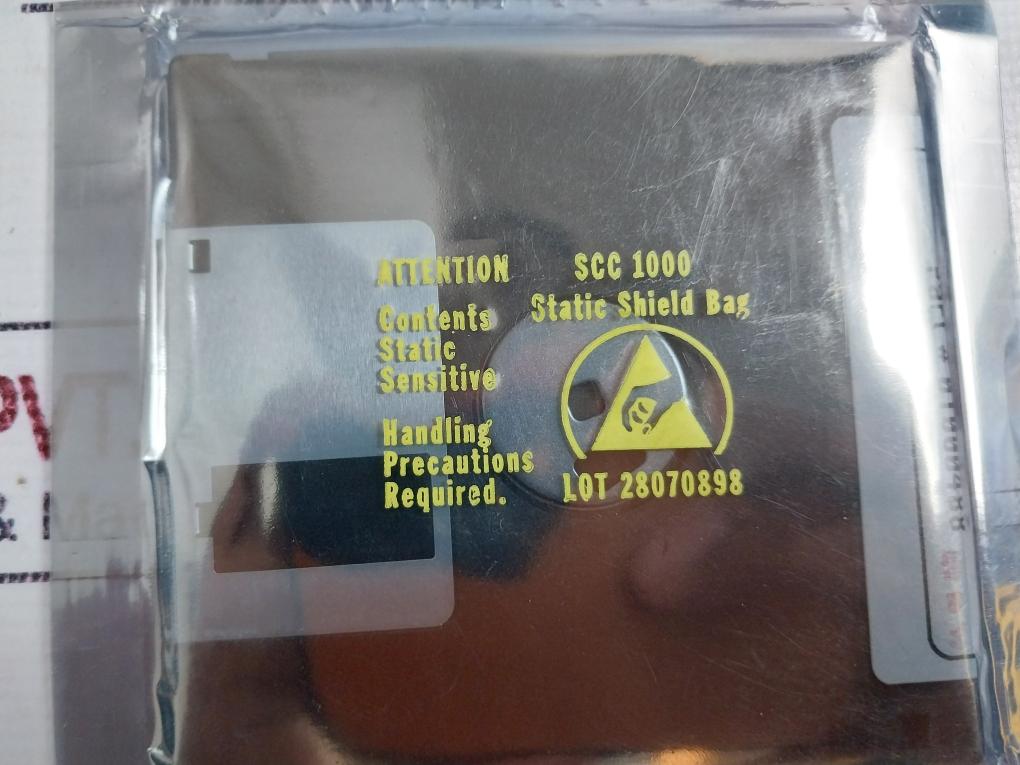 ATTENTION
Contents
Static
Sensitive
Handling
Precautions
Required.
SCC 1000
Static Shield Bag
LOT 28070898